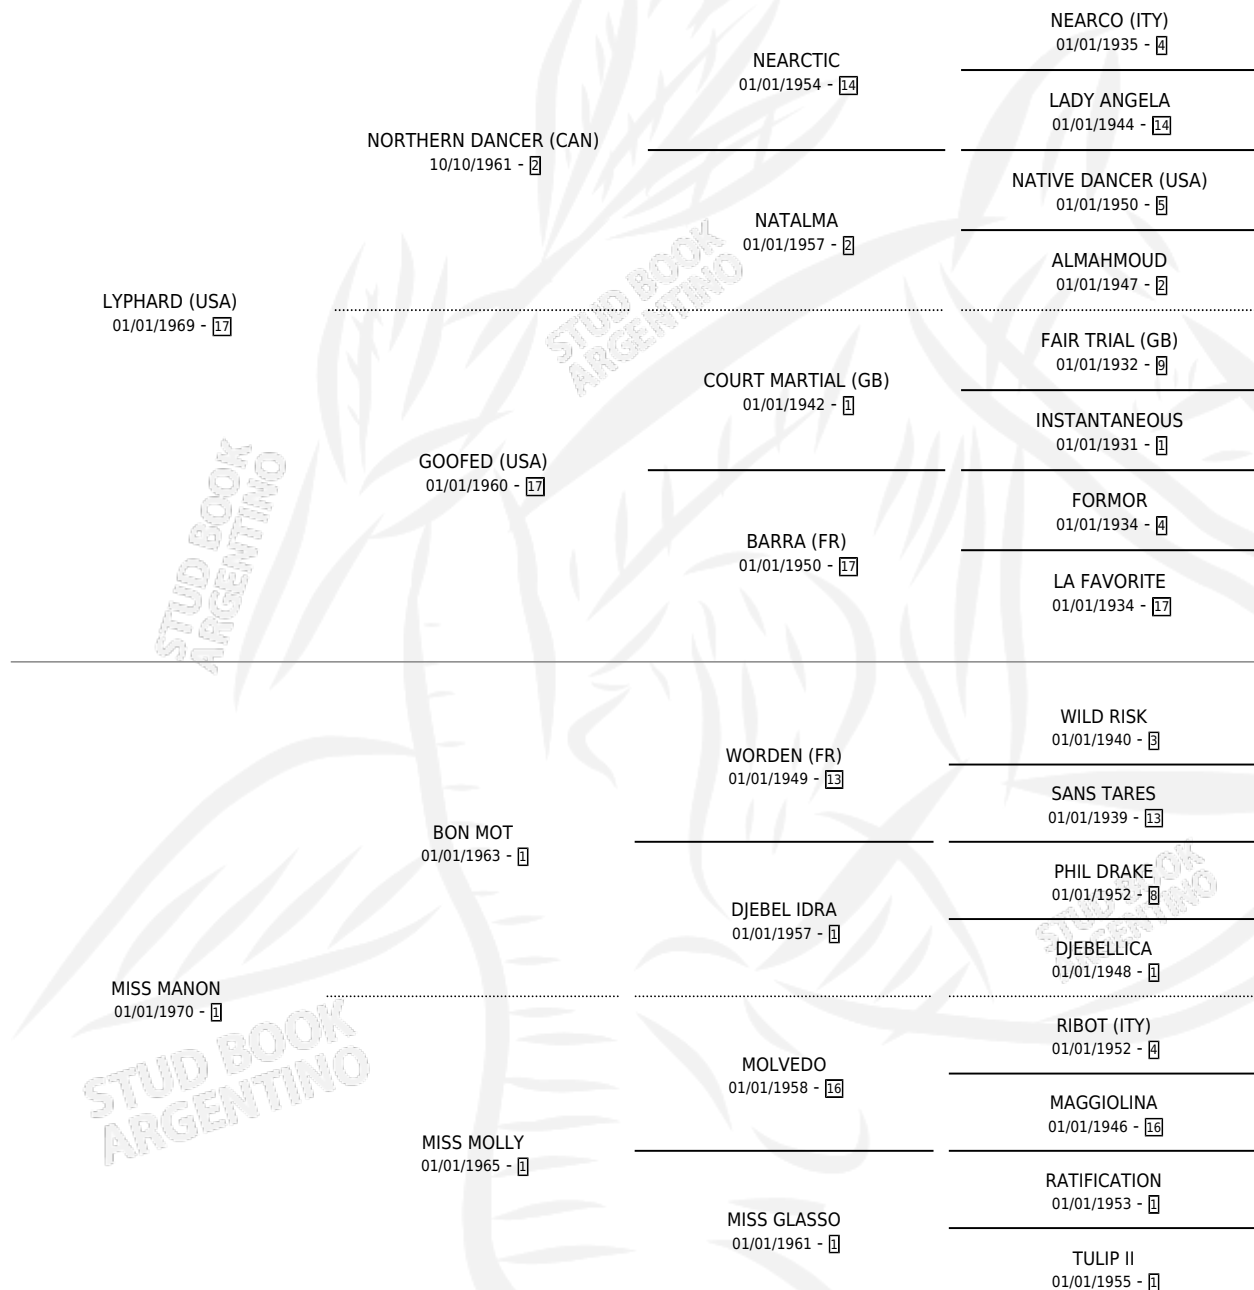 NEARCO (ITY)
01/01/1935 - 4
NEARCTIC
01/01/1954 - 14
LADY ANGELA
01/01/1944 - 14
NORTHERN DANCER (CAN)
10/10/1961 - 2
NATIVE DANCER (USA)
01/01/1950 - 5
NATALMA
01/01/1957 - 2
ALMAHMOUD
01/01/1947 - 2
LYPHARD (USA)
01/01/1969 - 17
STUD BOOK
ARGENTINO
FAIR TRIAL (GB)
01/01/1932 - 9
COURT MARTIAL (GB)
01/01/1942 - 1
INSTANTANEOUS
01/01/1931 - 1
GOOFED (USA)
01/01/1960 - 17
FORMOR
01/01/1934 - 4
BARRA (FR)
01/01/1950 - 17
LA FAVORITE
01/01/1934 - 17
STUD BOOK
ARGENTINO
WILD RISK
01/01/1940 - 3
WORDEN (FR)
01/01/1949 - 13
SANS TARES
01/01/1939 - 13
BON MOT
01/01/1963 - 1
PHIL DRAKE
01/01/1952 - 8
DJEBEL IDRA
01/01/1957 - 1
DJEBELLICA
01/01/1948 - 1
STUD BOOK
ARGENTINO
MISS MANON
01/01/1970 - 1
STUD BOOK
ARGENTINO
RIBOT (ITY)
01/01/1952 - 4
MOLVEDO
01/01/1958 - 16
MAGGIOLINA
01/01/1946 - 16
MISS MOLLY
01/01/1965 - 1
RATIFICATION
01/01/1953 - 1
MISS GLASSO
01/01/1961 - 1
TULIP II
01/01/1955 - 1